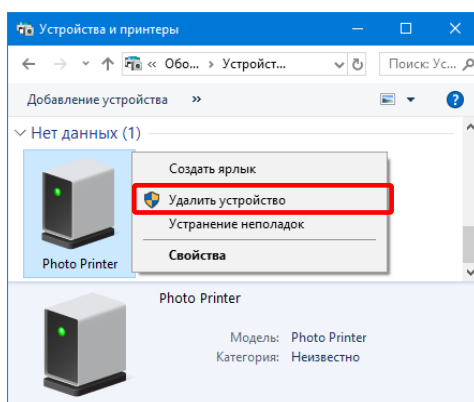 Устройства и принтеры
« Обо... › Устройст...
Поиск: Ус...
Добавление устройства »
Нет данных (1)
Создать ярлык
Удалить устройство
Устранение неполадок
Свойства
Photo Printer
Photo Printer
Модель: Photo Printer
Категория: Неизвестно